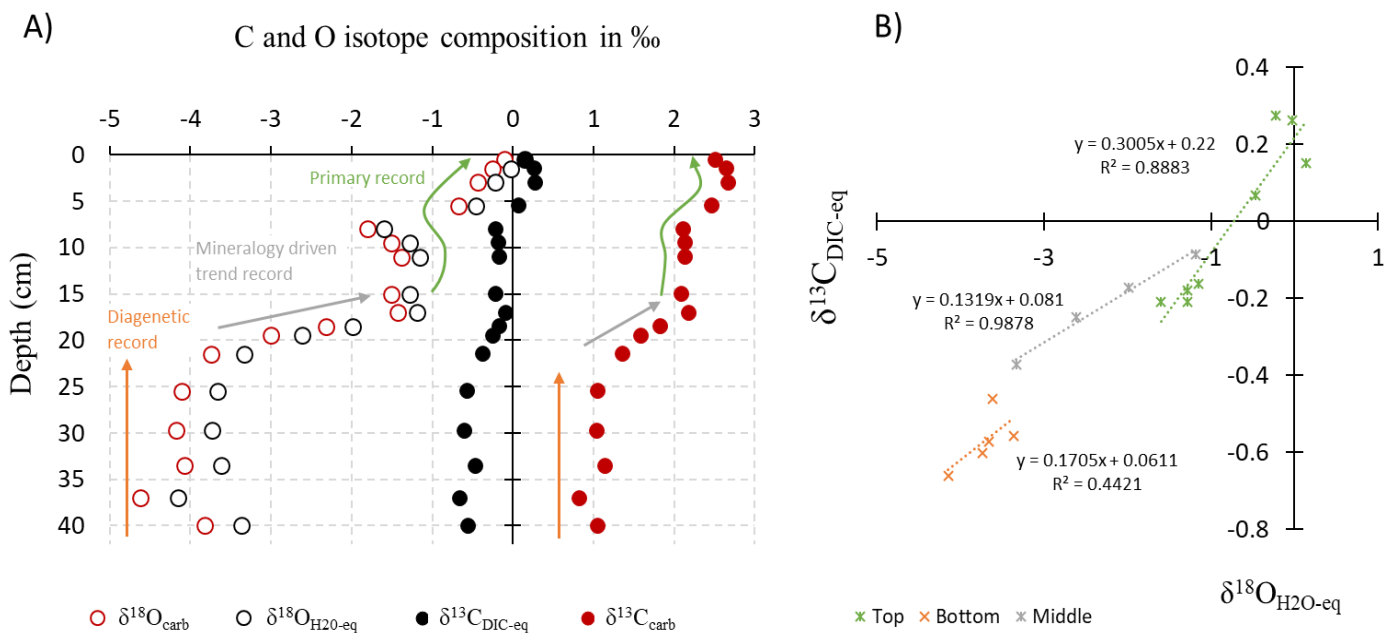 A)
C and O isotope composition in ‰
-5 -4 -3 -2 -1 0 1 2 3
0
5
10
15
20
25
30
35
40
Depth (cm)
Primary record
Mineralogy driven
trend record
Diagenetic
record
δ18Ocarb
δ18OH20-eq
δ13CDIC-eq
δ13Ccarb
B)
0.4
0.2
0
-0.2
-0.4
-0.6
-0.8
-5 -3 -1
δ13CDIC-eq
y = 0.3005x + 0.22
R² = 0.8883
y = 0.1319x + 0.081
R² = 0.9878
y = 0.1705x + 0.0611
R² = 0.4421
δ18OH2O-eq
Top
Bottom
Middle